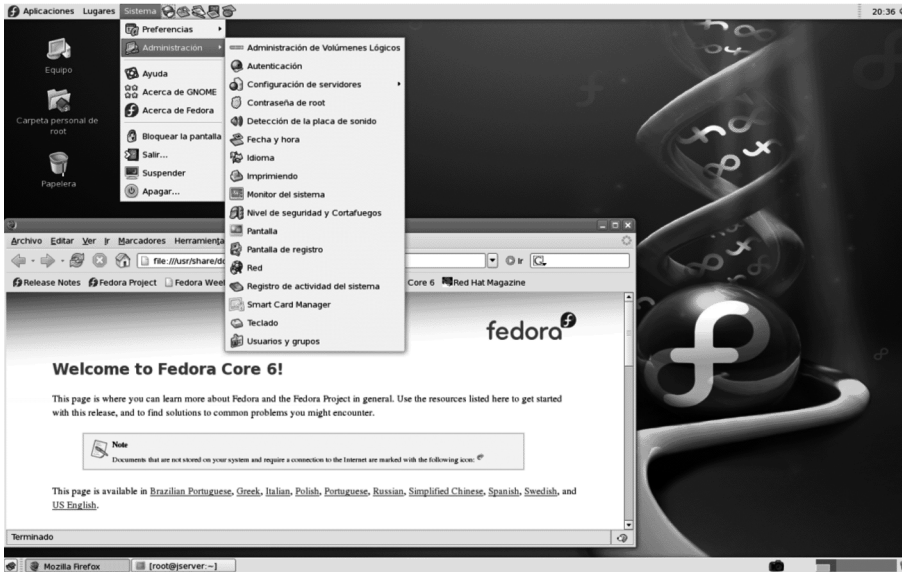 Aplicaciones Lugares Sistema 20:36
Equipo
Carpeta personal de
root
Papelera
Preferencias
Administración
Ayuda
Acerca de GNOME
Acerca de Fedora
Bloquear la pantalla
Salir...
Suspender
Apagar...
Administración de Volúmenes Lógicos
Autenticación
Configuración de servidores
Contraseña de root
Detección de la placa de sonido
Fecha y hora
Idioma
Imprimiendo
Monitor del sistema
Nivel de seguridad y Cortafuegos
Pantalla
Pantalla de registro
Red
Registro de actividad del sistema
Smart Card Manager
Teclado
Usuarios y grupos
Archivo Editar Ver Ir Marcadores Herramienta
file:///usr/share/do Ir
Release Notes Fedora Project Fedora Week Core 6 Red Hat Magazine
fedora
Welcome to Fedora Core 6!
This page is where you can learn more about Fedora and the Fedora Project in general. Use the resources listed here to get started
with this release, and to find solutions to common problems you might encounter.
Note
Documents that are not stored on your system and require a connection to the Internet are marked with the following icon:
This page is available in Brazilian Portuguese, Greek, Italian, Polish, Portuguese, Russian, Simplified Chinese, Spanish, Swedish, and
US English.
Terminado
Mozilla Firefox [root@jserver:~]